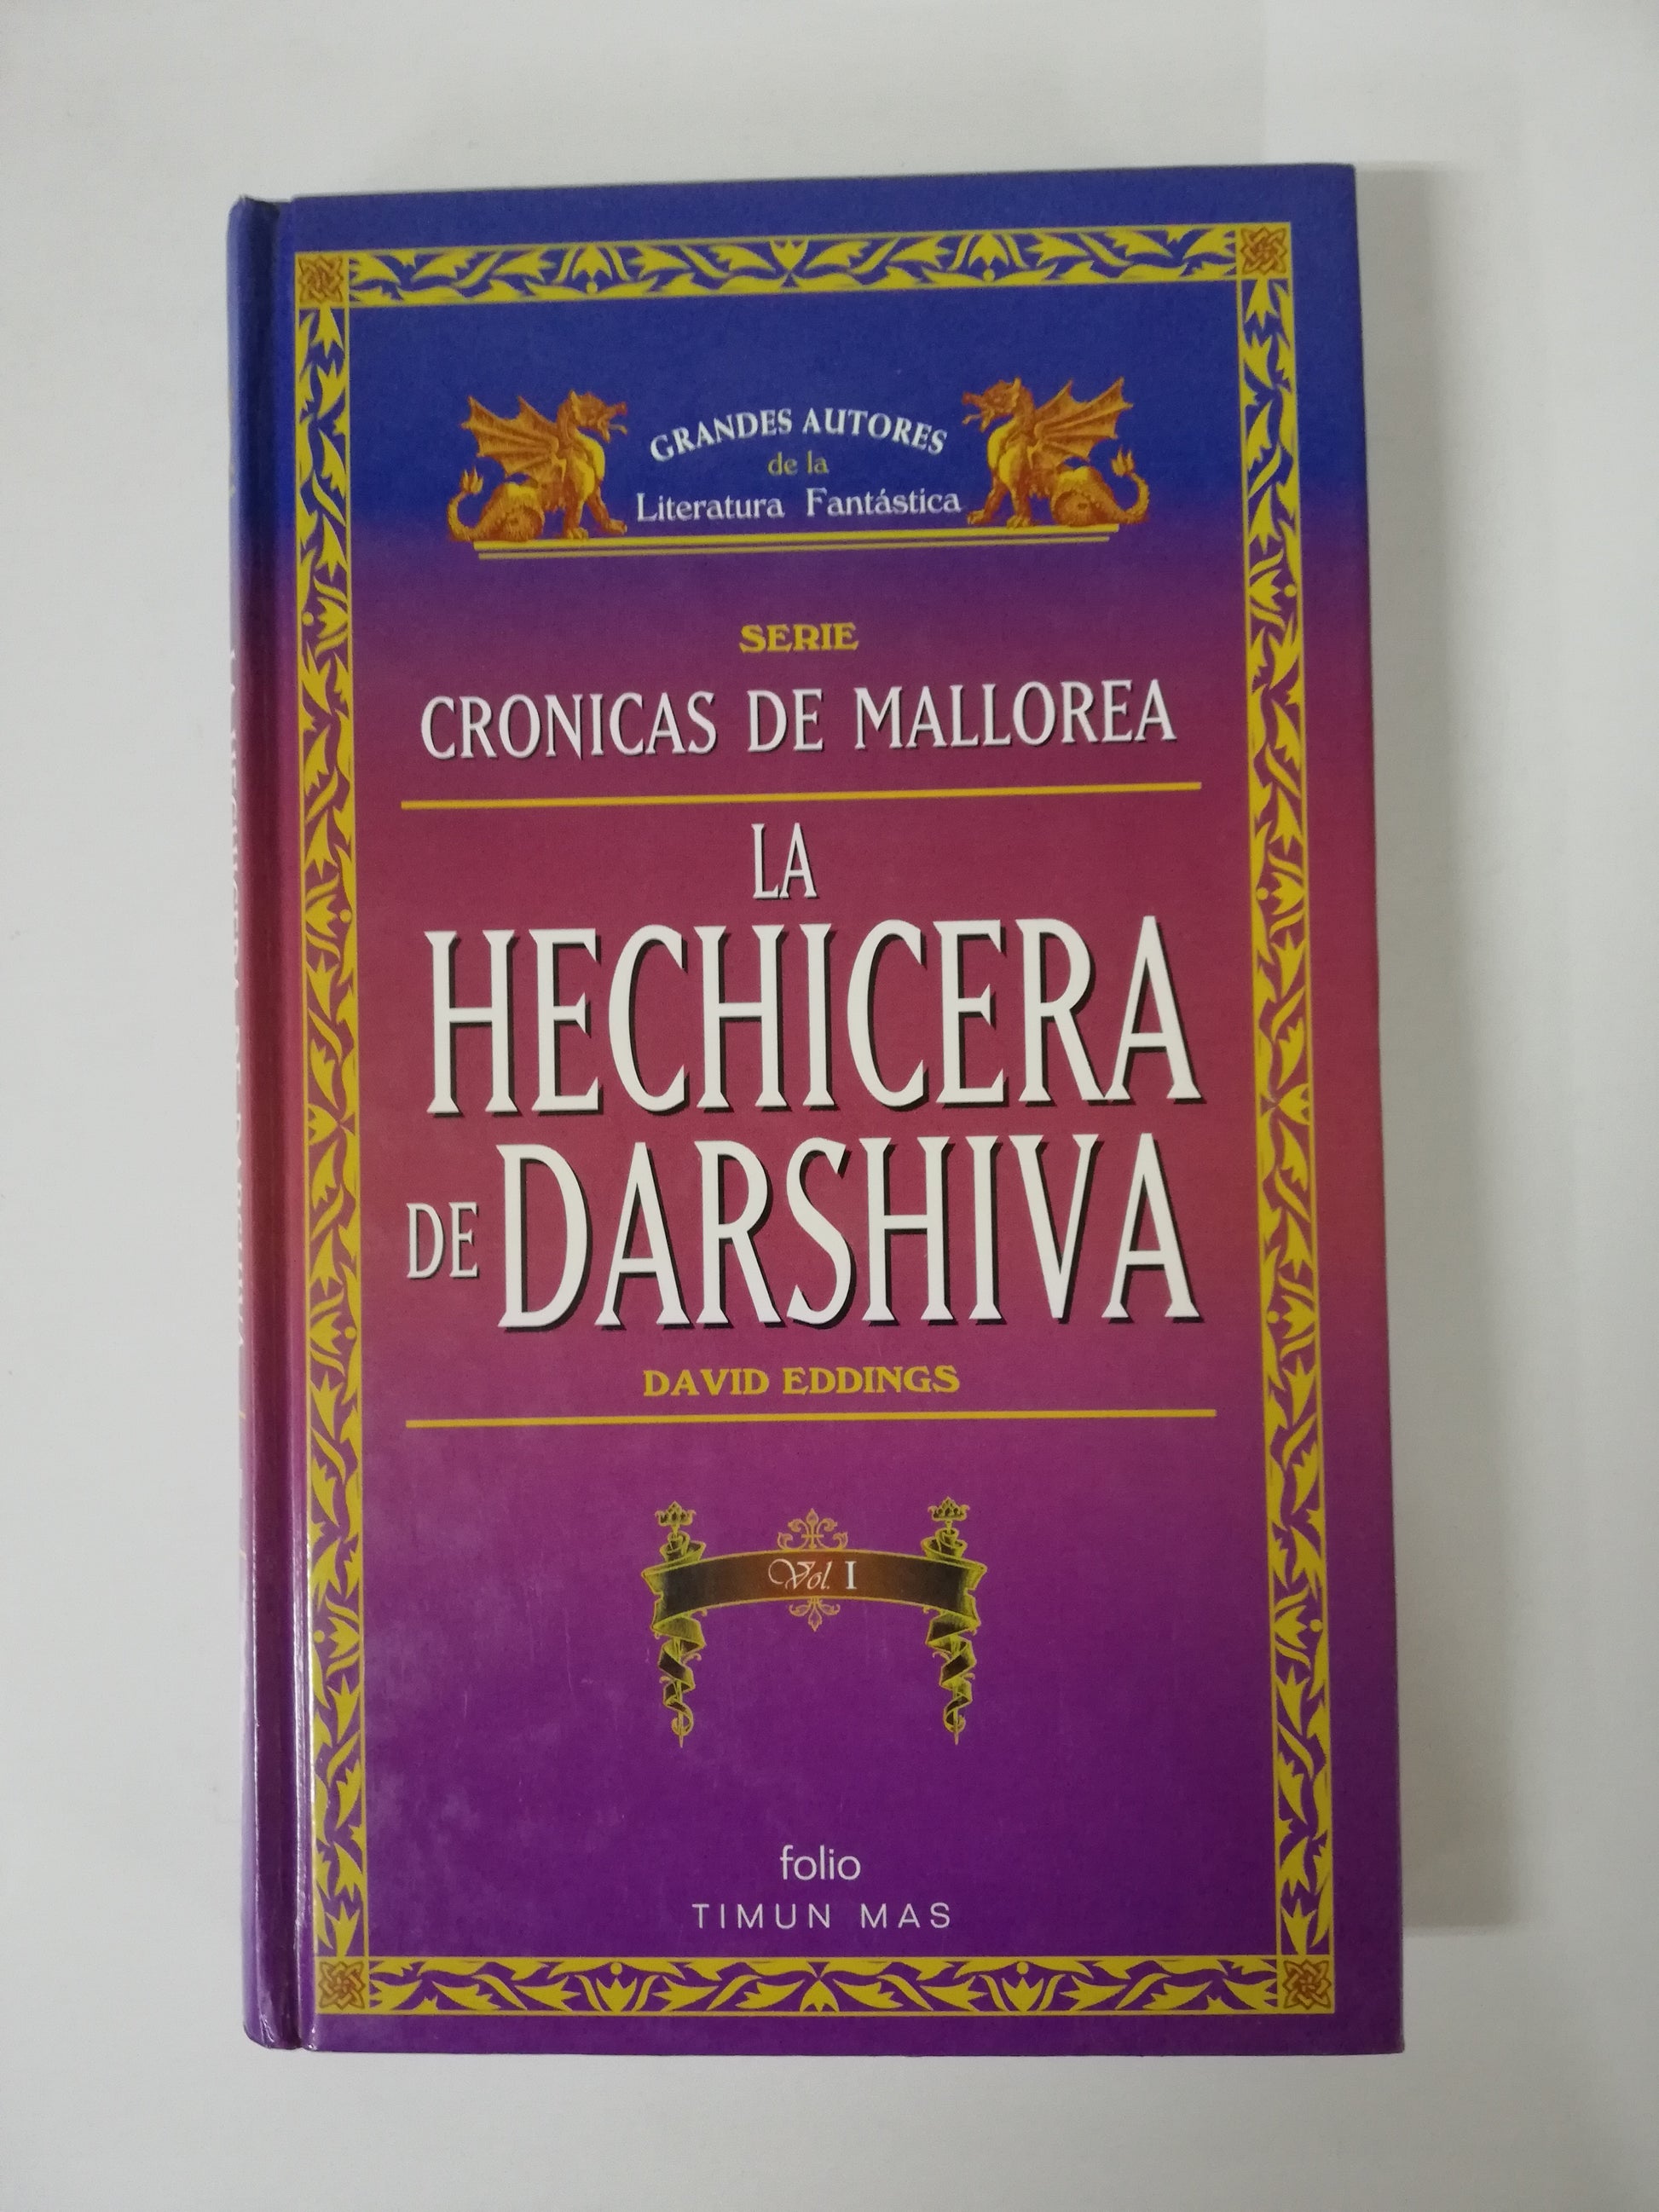 GRANDES AUTORES
de la
Literatura Fantástica
SERIE
CRONICAS DE MALLOREA
LA
HECHICERA
DE DARSHIVA
DAVID EDDINGS
Vol. I
folio
TIMUN MAS